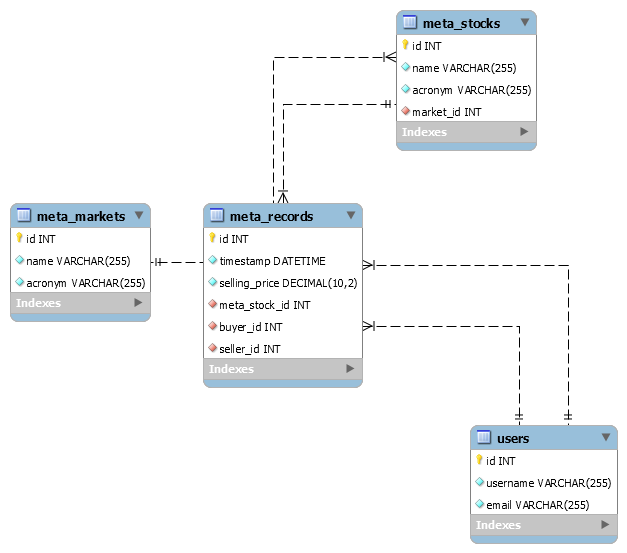 meta_stocks
id INT
name VARCHAR(255)
acronym VARCHAR(255)
market_id INT
Indexes
meta_markets
id INT
name VARCHAR(255)
acronym VARCHAR(255)
Indexes
meta_records
id INT
timestamp DATETIME
selling_price DECIMAL(10,2)
meta_stock_id INT
buyer_id INT
seller_id INT
Indexes
users
id INT
username VARCHAR(255)
email VARCHAR(255)
Indexes